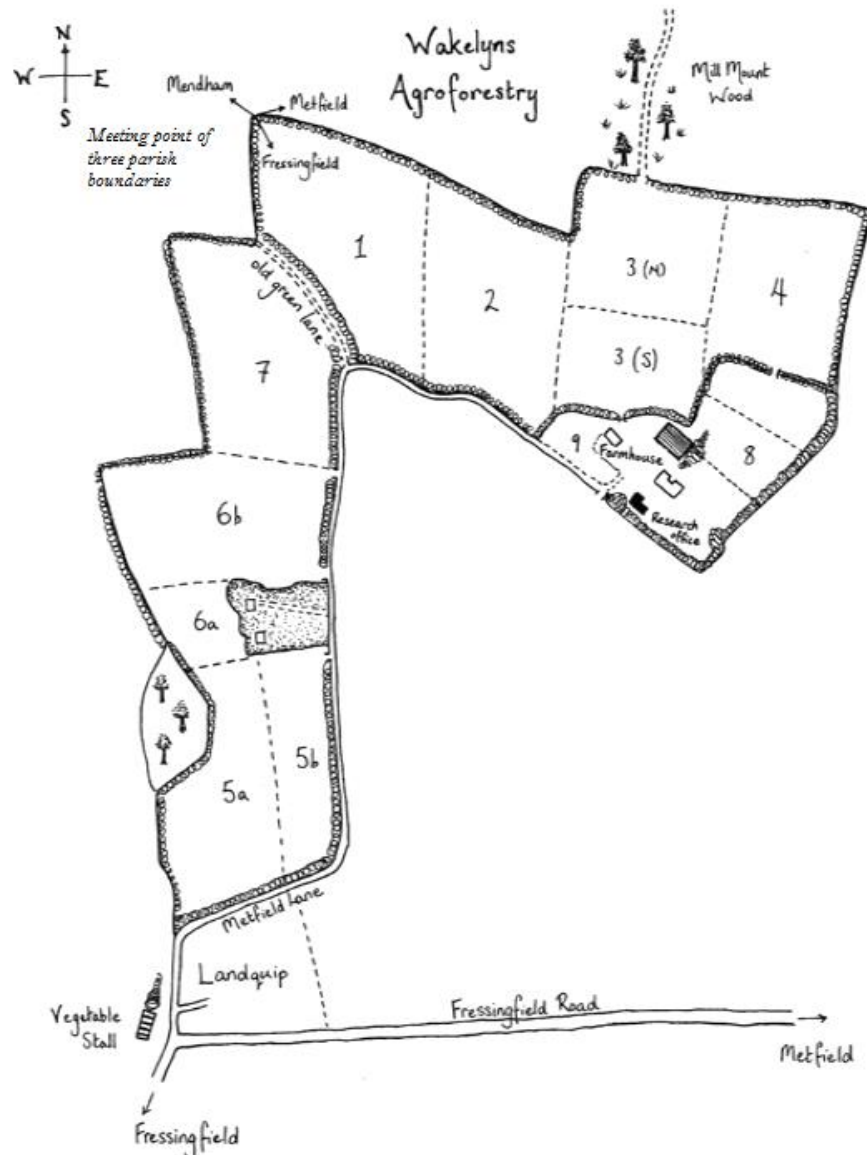 N
W E
S
Wakelyns
Agroforestry
Mill Mount
Wood
Mendham
Metfield
Fressingfield
Meeting point of
three parish
boundaries
1
2
3 (N)
4
old green lane
3 (S)
7
9
Farmhouse
8
6b
Research
office
6a
5b
5a
Metfield Lane
Landquip
Vegetable
Stall
Fressingfield Road
Metfield
Fressingfield